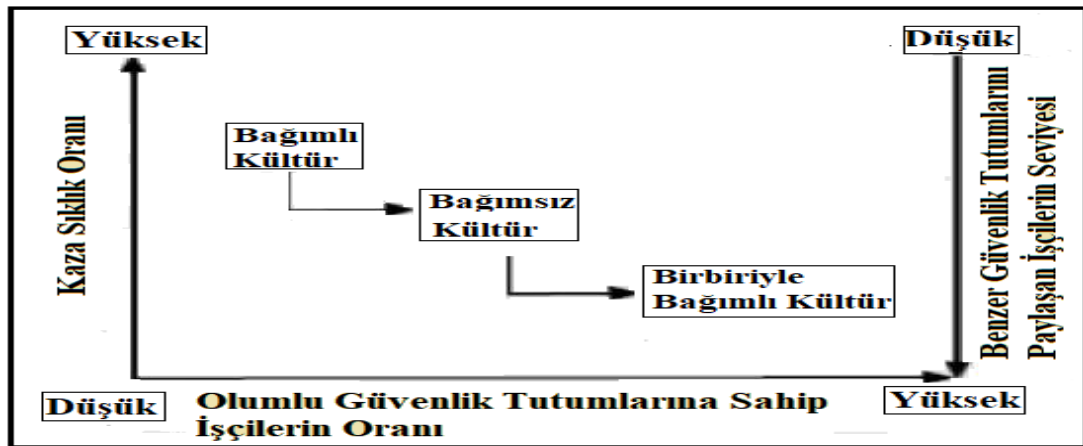 Yüksek
Düşük
Kaza Sıklık Oranı
Bağımlı
Kültür
Bağımsız
Kültür
Birbiriyle
Bağımlı Kültür
Benzer Güvenlik Tutumlarını
Paylaşan İşçilerin Seviyesi
Düşük
Olumlu Güvenlik Tutumlarına Sahip
İşçilerin Oranı
Yüksek